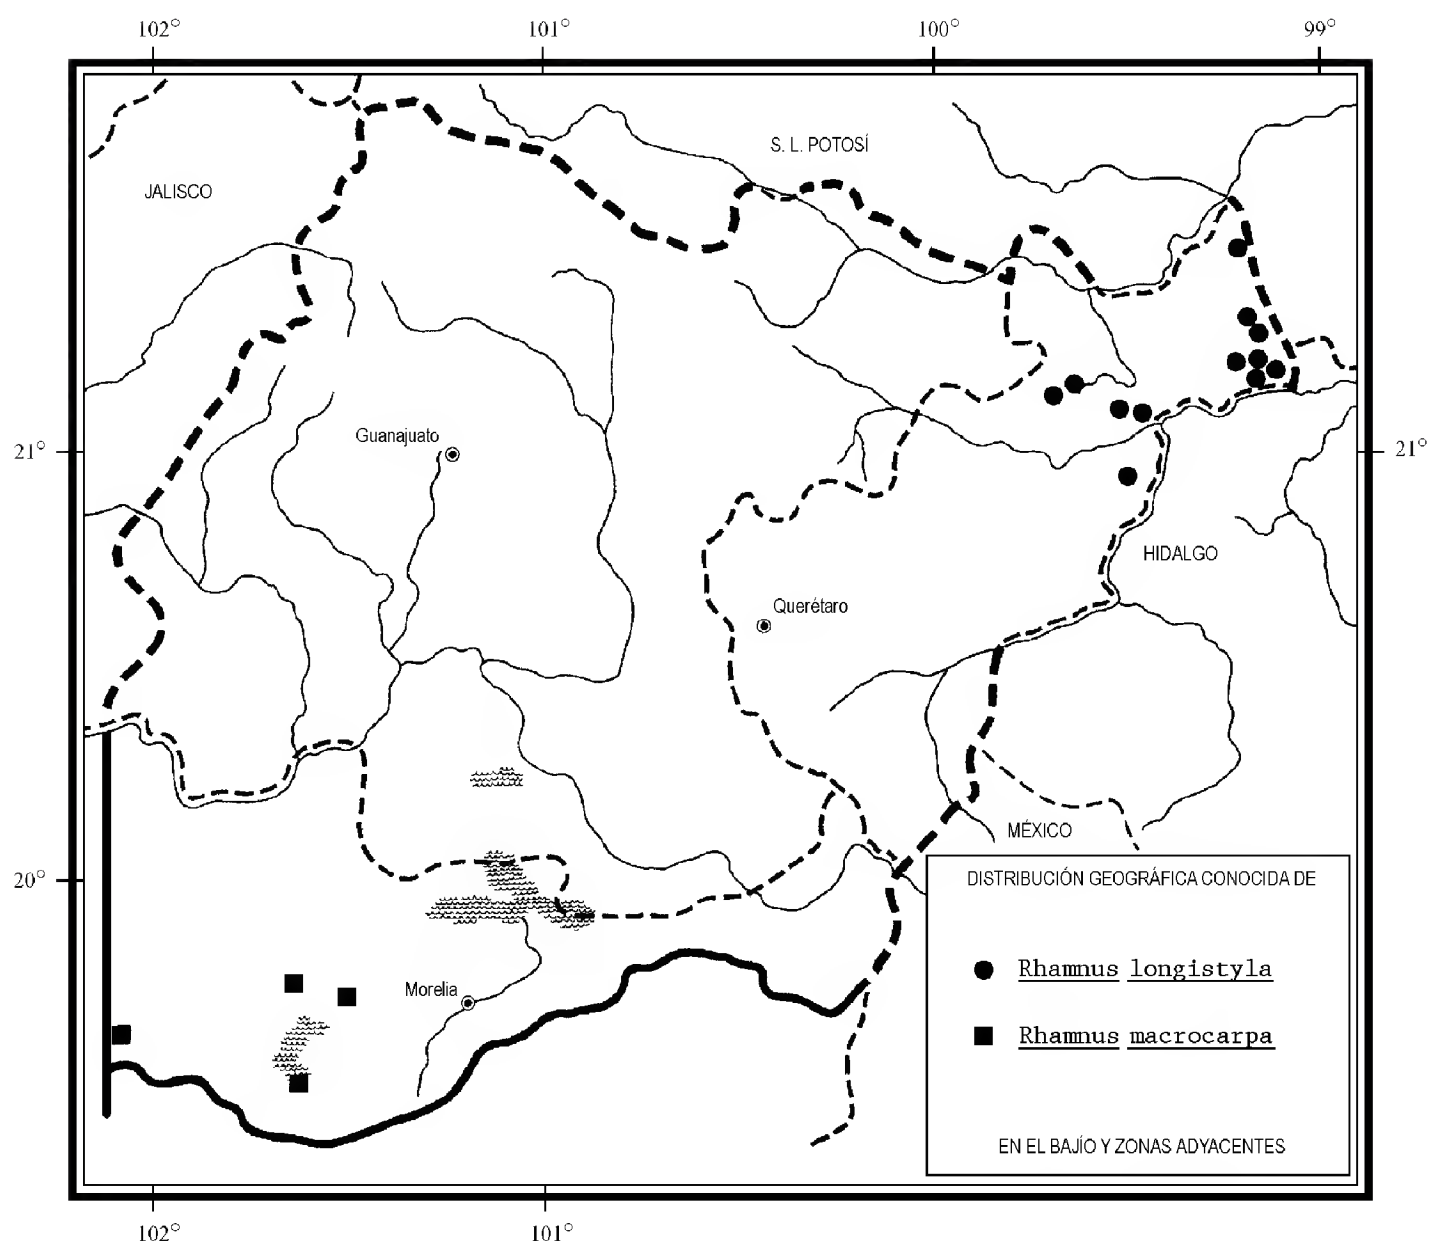 102° 101° 100° 99°
S. L. POTOSÍ
JALISCO
Guanajuato
21° 21°
HIDALGO
Querétaro
MÉXICO
20°
DISTRIBUCIÓN GEOGRÁFICA CONOCIDA DE
Rhamnus longistyla
Morelia
Rhamnus macrocarpa
EN EL BAJÍO Y ZONAS ADYACENTES
102° 101°